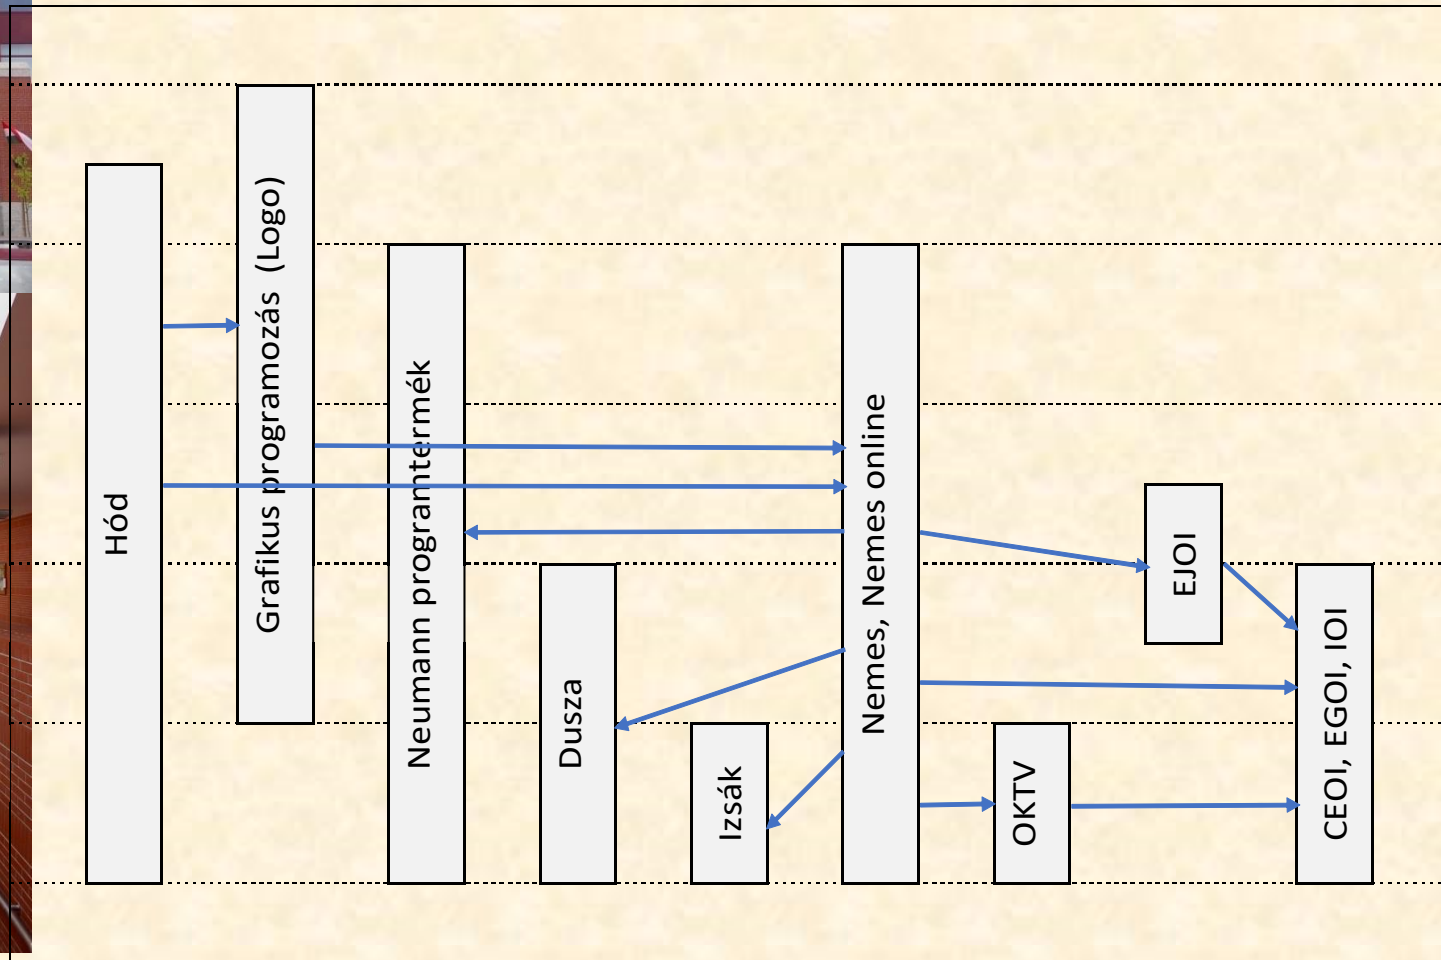 Hód
Grafikus programozás (Logo)
Neumann programtermék
Dusza
Izsák
Nemes, Nemes online
OKTV
EJOI
CEOI, EGOI, IOI